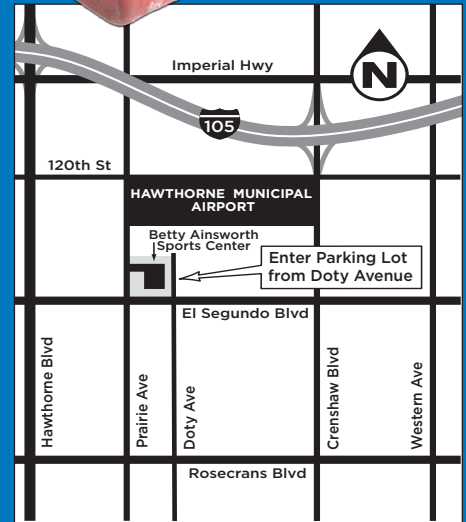 Imperial Hwy
N
105
120th St
HAWTHORNE MUNICIPAL
AIRPORT
Betty Ainsworth
Sports Center
Enter Parking Lot
from Doty Avenue
El Segundo Blvd
Hawthorne Blvd
Prairie Ave
Doty Ave
Crenshaw Blvd
Western Ave
Rosecrans Blvd